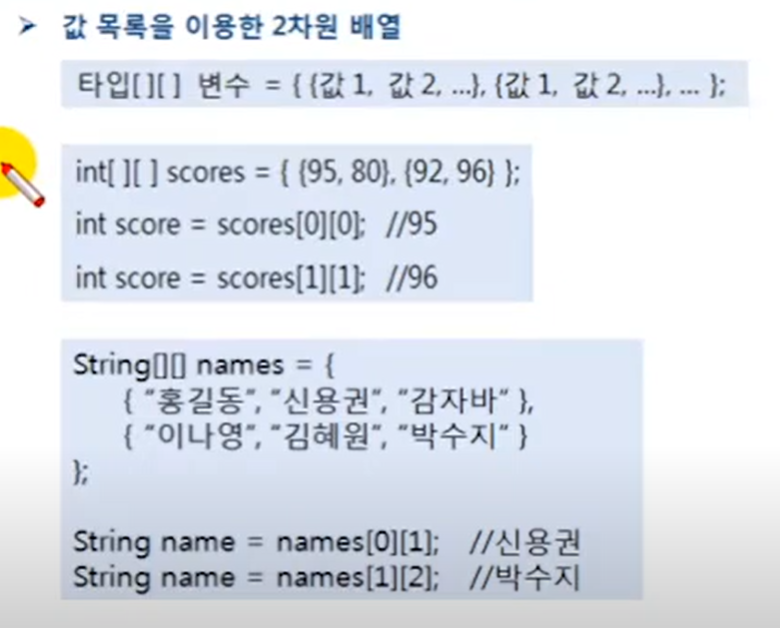 ➤ 값 목록을 이용한 2차원 배열
타입[ ][ ] 변수 = { {값 1, 값 2, ...}, {값 1, 값 2, ...}, ... };
int[ ][ ] scores = { {95, 80}, {92, 96} };
int score = scores[0][0]; //95
int score = scores[1][1]; //96
String[][] names = {
{ “홍길동”, “신용권”, “감자바” },
{ “이나영”, “김혜원”, “박수지” }
};
String name = names[0][1]; //신용권
String name = names[1][2]; //박수지